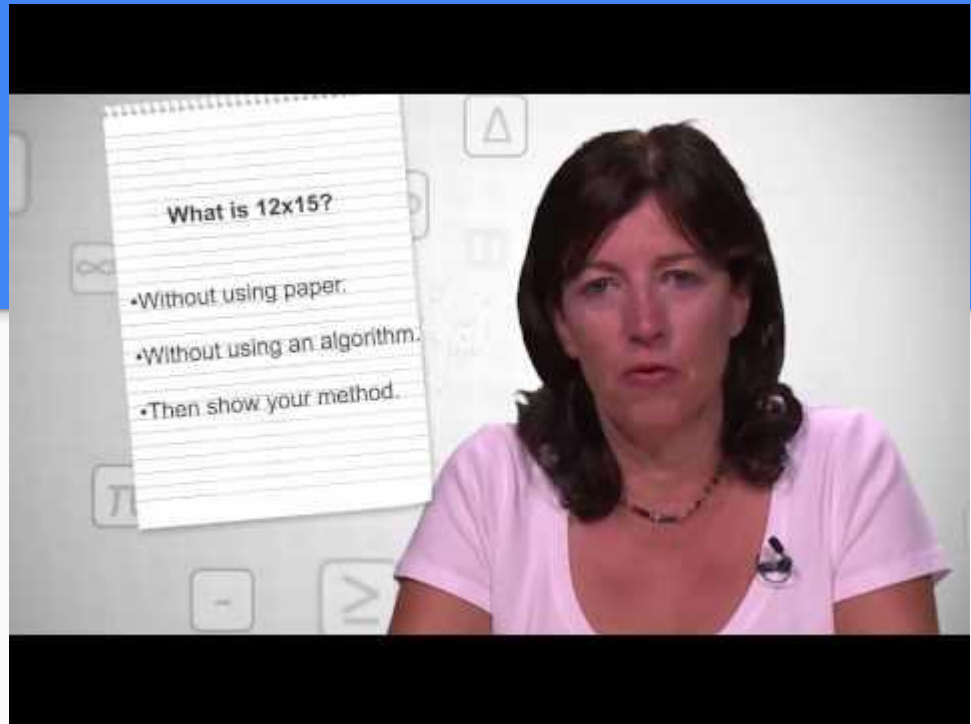 What is 12x15?
•Without using paper.
•Without using an algorithm.
•Then show your method.
∞
Δ
π
-
≥